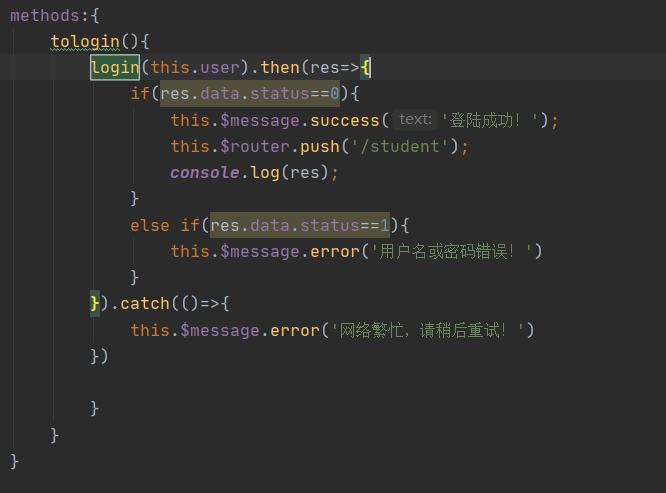 methods:{
    tologin(){
        login(this.user).then(res=>{
            if(res.data.status==0){
                this.$message.success( text: '登陆成功！');
                this.$router.push('/student');
                console.log(res);
            }
            else if(res.data.status==1){
                this.$message.error('用户名或密码错误！')
            }
        }).catch(()=>{
            this.$message.error('网络繁忙，请稍后重试！')
        })
        }
    }
}